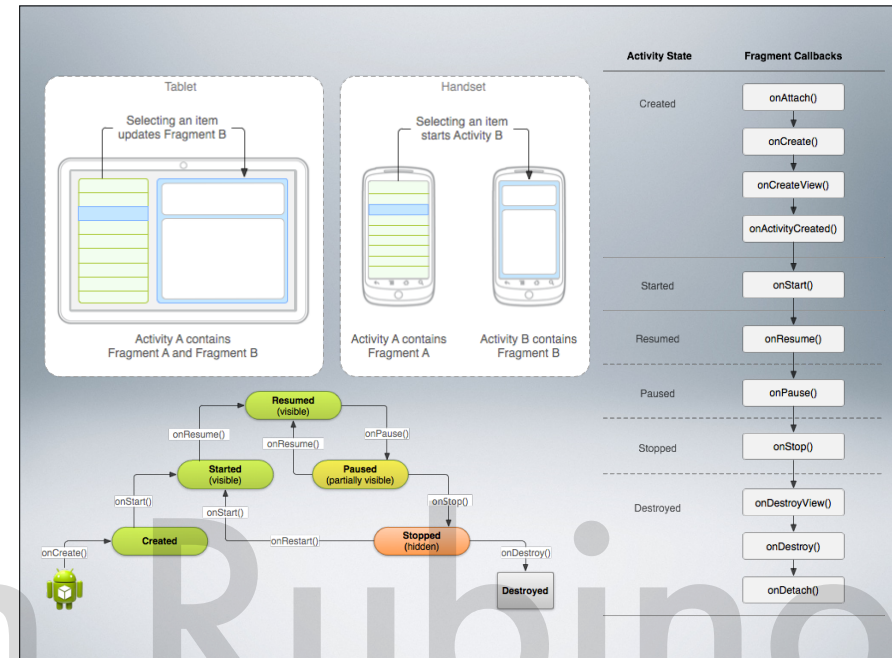 Tablet
Selecting an item
updates Fragment B
Activity A contains
Fragment A and Fragment B
Handset
Selecting an item
starts Activity B
Activity A contains
Fragment A
Activity B contains
Fragment B
Activity State
Fragment Callbacks
Created
onAttach()
onCreate()
onCreateView()
onActivityCreated()
Started
onStart()
Resumed
onResume()
Paused
onPause()
Stopped
onStop()
Destroyed
onDestroyView()
onDestroy()
onDetach()
Resumed
(visible)
onResume()
onResume()
onPause()
Started
(visible)
Paused
(partially visible)
onStart()
onStart()
onStop()
Created
onRestart()
Stopped
(hidden)
onCreate()
onDestroy()
Destroyed
n Rubino